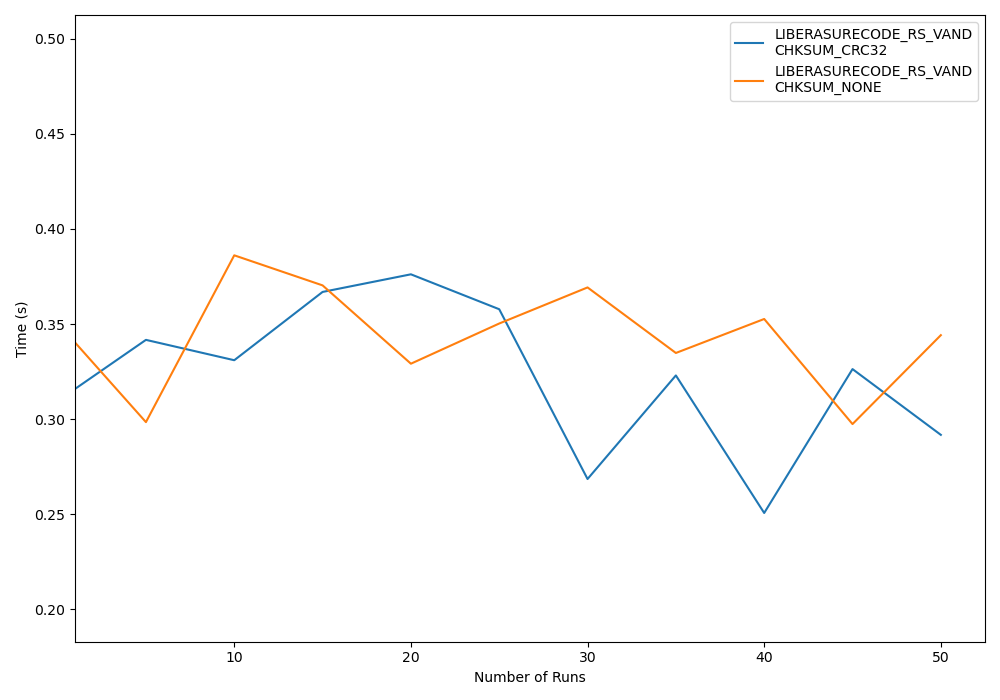 LIBERASURECODE_RS_VAND
CHKSUM_CRC32
LIBERASURECODE_RS_VAND
CHKSUM_NONE
0.50
0.45
0.40
0.35
0.30
0.25
0.20
Time (s)
10 20 30 40 50
Number of Runs